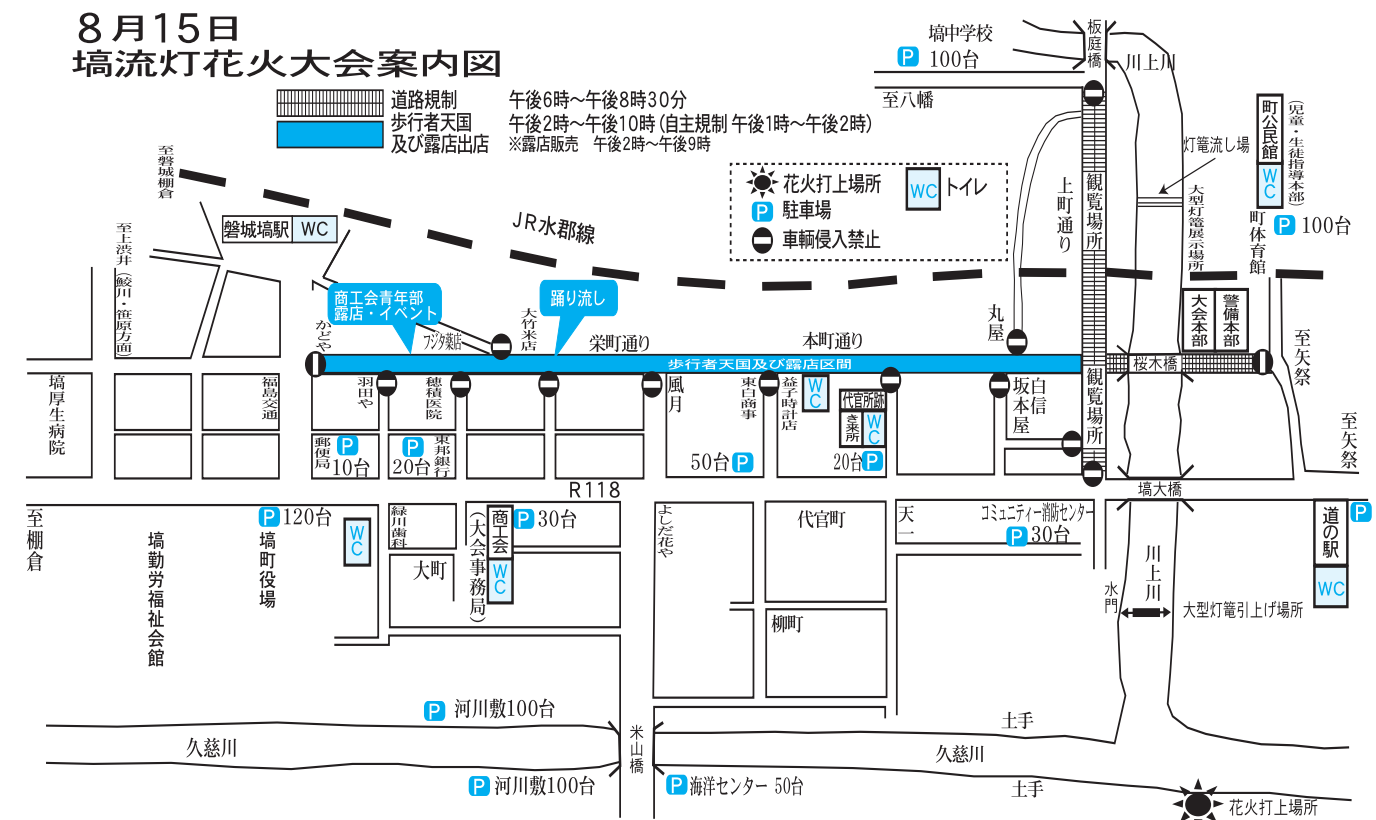 8月15日
塙流灯花火大会案内図
道路規制 午後6時～午後8時30分
歩行者天国
及び露店出店
午後2時～午後10時（自主規制 午後1時～午後2時）
※露店販売 午後2時～午後9時
花火打上場所
WC トイレ
P 駐車場
車輌侵入禁止
塙中学校
P 100台
至八幡
板庭橋
川上川
灯篭流し場
町公民館
WC
（児童・生徒指導本部）
町体育館
P 100台
大型灯篭展示場所
上町通り
観覧場所
至磐城棚倉
至上渋井（鮫川・笹原方面）
磐城塙駅 WC
JR水郡線
商工会青年部
露店・イベント
踊り流し
かどや
フジタ薬店
大竹米店
栄町通り
本町通り
丸屋
大会本部
警備本部
至矢祭
歩行者天国及び露店区間
桜木橋
塙厚生病院
福島交通
羽田や
穂積医院
風月
東白商事
益子時計店
WC
代官所跡
き楽所
WC
坂本屋
白信
観覧場所
至矢祭
郵便局
P
10台
P
20台
東邦銀行
50台 P
20台 P
R118
塙大橋
至棚倉
塙勤労福祉会館
P 120台
塙町役場
WC
緑川歯科
大町
（大会事務局）
商工会
WC
P 30台
よしだ花や
代官町
天一
コミュニティー消防センター
P 30台
柳町
川上川
水門
大型灯篭引上げ場所
道の駅
WC
P
P 河川敷100台
久慈川
米山橋
土手
久慈川
P 河川敷100台
P 海洋センター 50台
土手
花火打上場所